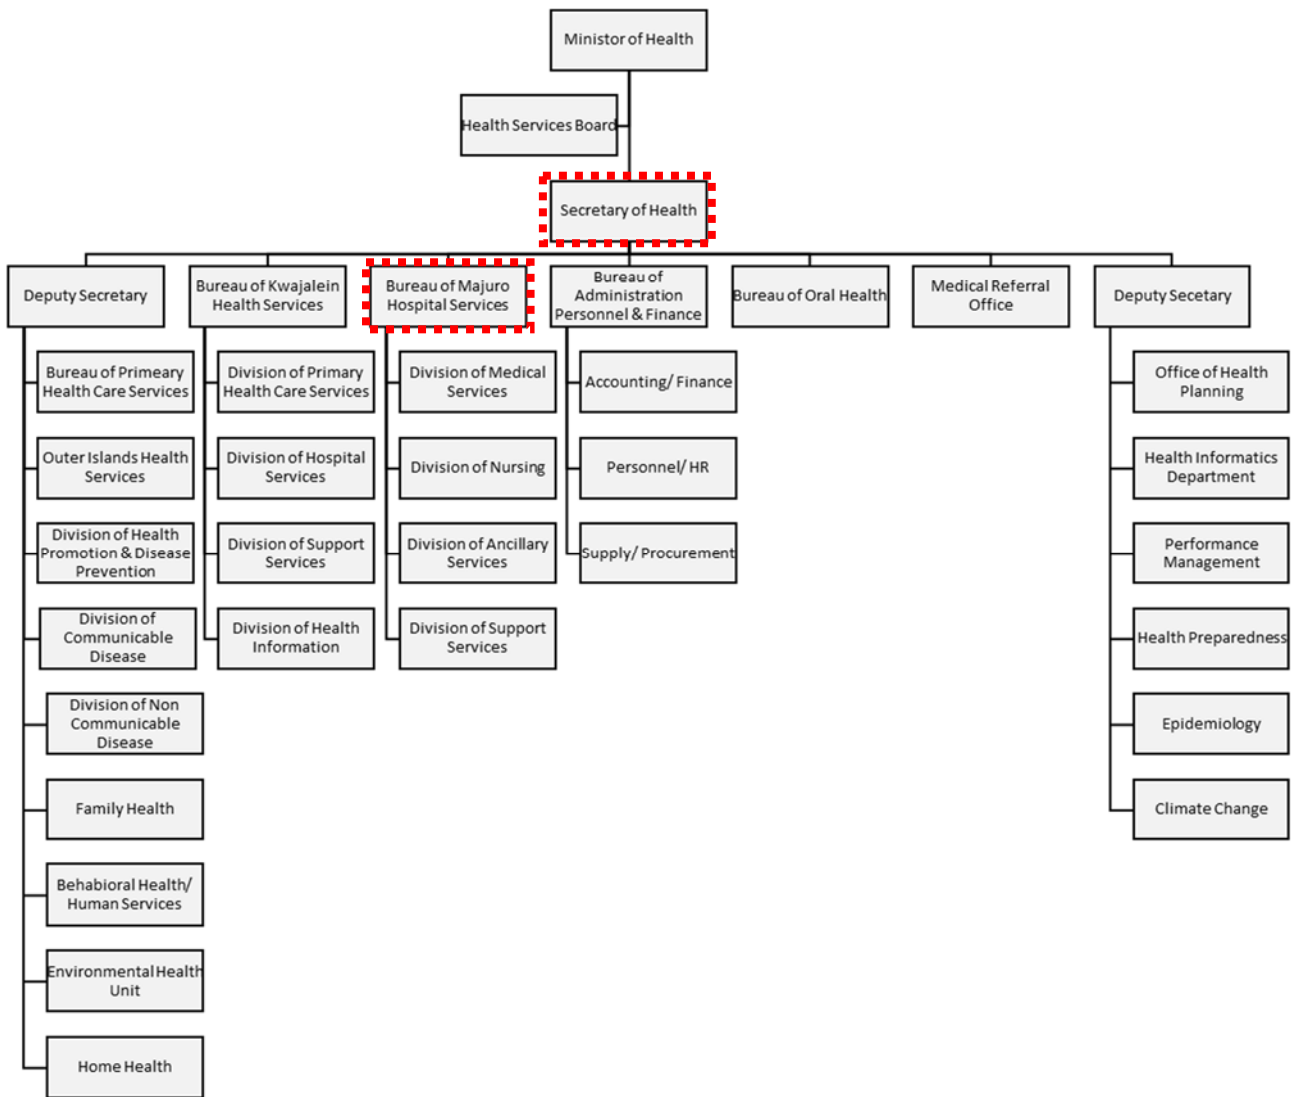 Ministor of Health
Health Services Board
Secretary of Health
Deputy Secretary
Bureau of Kwajalein
Health Services
Bureau of Majuro
Hospital Services
Bureau of
Administration
Personnel & Finance
Bureau of Oral Health
Medical Referral
Office
Deputy Secetary
Bureau of Primeary
Health Care Services
Outer Islands Health
Services
Division of Health
Promotion & Disease
Prevention
Division of
Communicable
Disease
Division of Non
Communicable
Disease
Family Health
Behabioral Health/
Human Services
Environmental Health
Unit
Home Health
Division of Primary
Health Care Services
Division of Hospital
Services
Division of Support
Services
Division of Health
Information
Division of Medical
Services
Division of Nursing
Division of Ancillary
Services
Division of Support
Services
Accounting/ Finance
Personnel/ HR
Supply/ Procurement
Office of Health
Planning
Health Informatics
Department
Performance
Management
Health Preparedness
Epidemiology
Climate Change